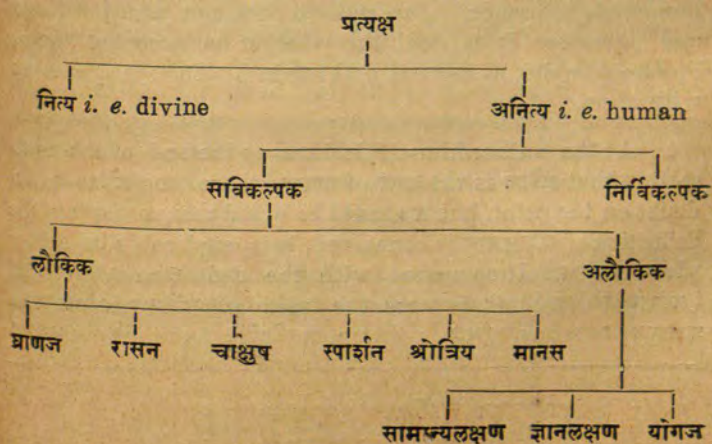 प्रत्यक्ष
नित्य i. e. divine अनित्य i. e. human
सविकल्पक निर्विकल्पक
लौकिक अलौकिक
घ्राणज रासन चाक्षुष स्पार्शन श्रोत्रिय मानस
सामान्यलक्षण ज्ञानलक्षण योगज